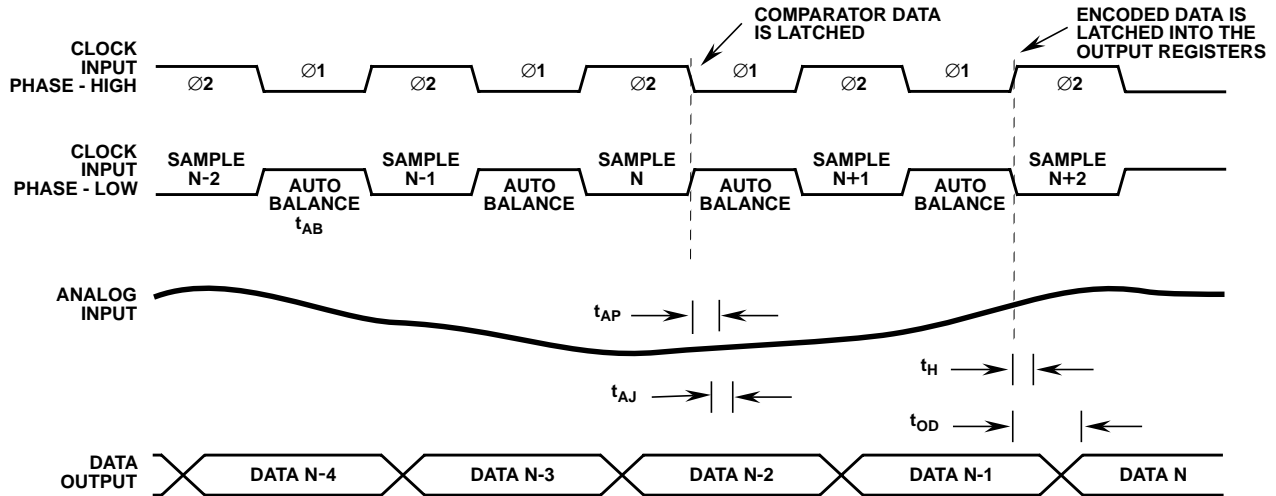 COMPARATOR DATA
IS LATCHED
ENCODED DATA IS
LATCHED INTO THE
OUTPUT REGISTERS
CLOCK
INPUT
PHASE - HIGH
∅2 ∅1 ∅2 ∅1 ∅2 ∅1 ∅2 ∅1 ∅2
CLOCK
INPUT
PHASE - LOW
SAMPLE
N-2
AUTO
BALANCE
tAB
SAMPLE
N-1
AUTO
BALANCE
SAMPLE
N
AUTO
BALANCE
SAMPLE
N+1
AUTO
BALANCE
SAMPLE
N+2
ANALOG
INPUT
tAP
tH
tAJ
tOD
DATA
OUTPUT
DATA N-4 DATA N-3 DATA N-2 DATA N-1 DATA N